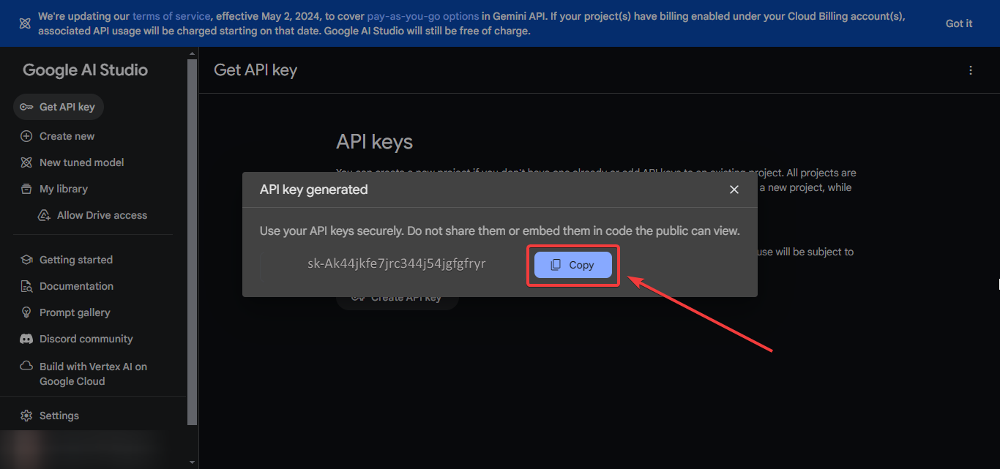 We're updating our terms of service, effective May 2, 2024, to cover pay-as-you-go options in Gemini API. If your project(s) have billing enabled under your Cloud Billing account(s),
associated API usage will be charged starting on that date. Google AI Studio will still be free of charge.
Got it
Google AI Studio
Get API key
Create new
New tuned model
My library
Allow Drive access
Getting started
Documentation
Prompt gallery
Discord community
Build with Vertex AI on
Google Cloud
Settings
Get API key
API keys
You can create a new project if you don't have one already or add API keys to an existing project. All projects are
a new project, while
use will be subject to
API key generated
Use your API keys securely. Do not share them or embed them in code the public can view.
sk-Ak44jkfe7jrc344j54jgfgfryr
Copy
Create API key